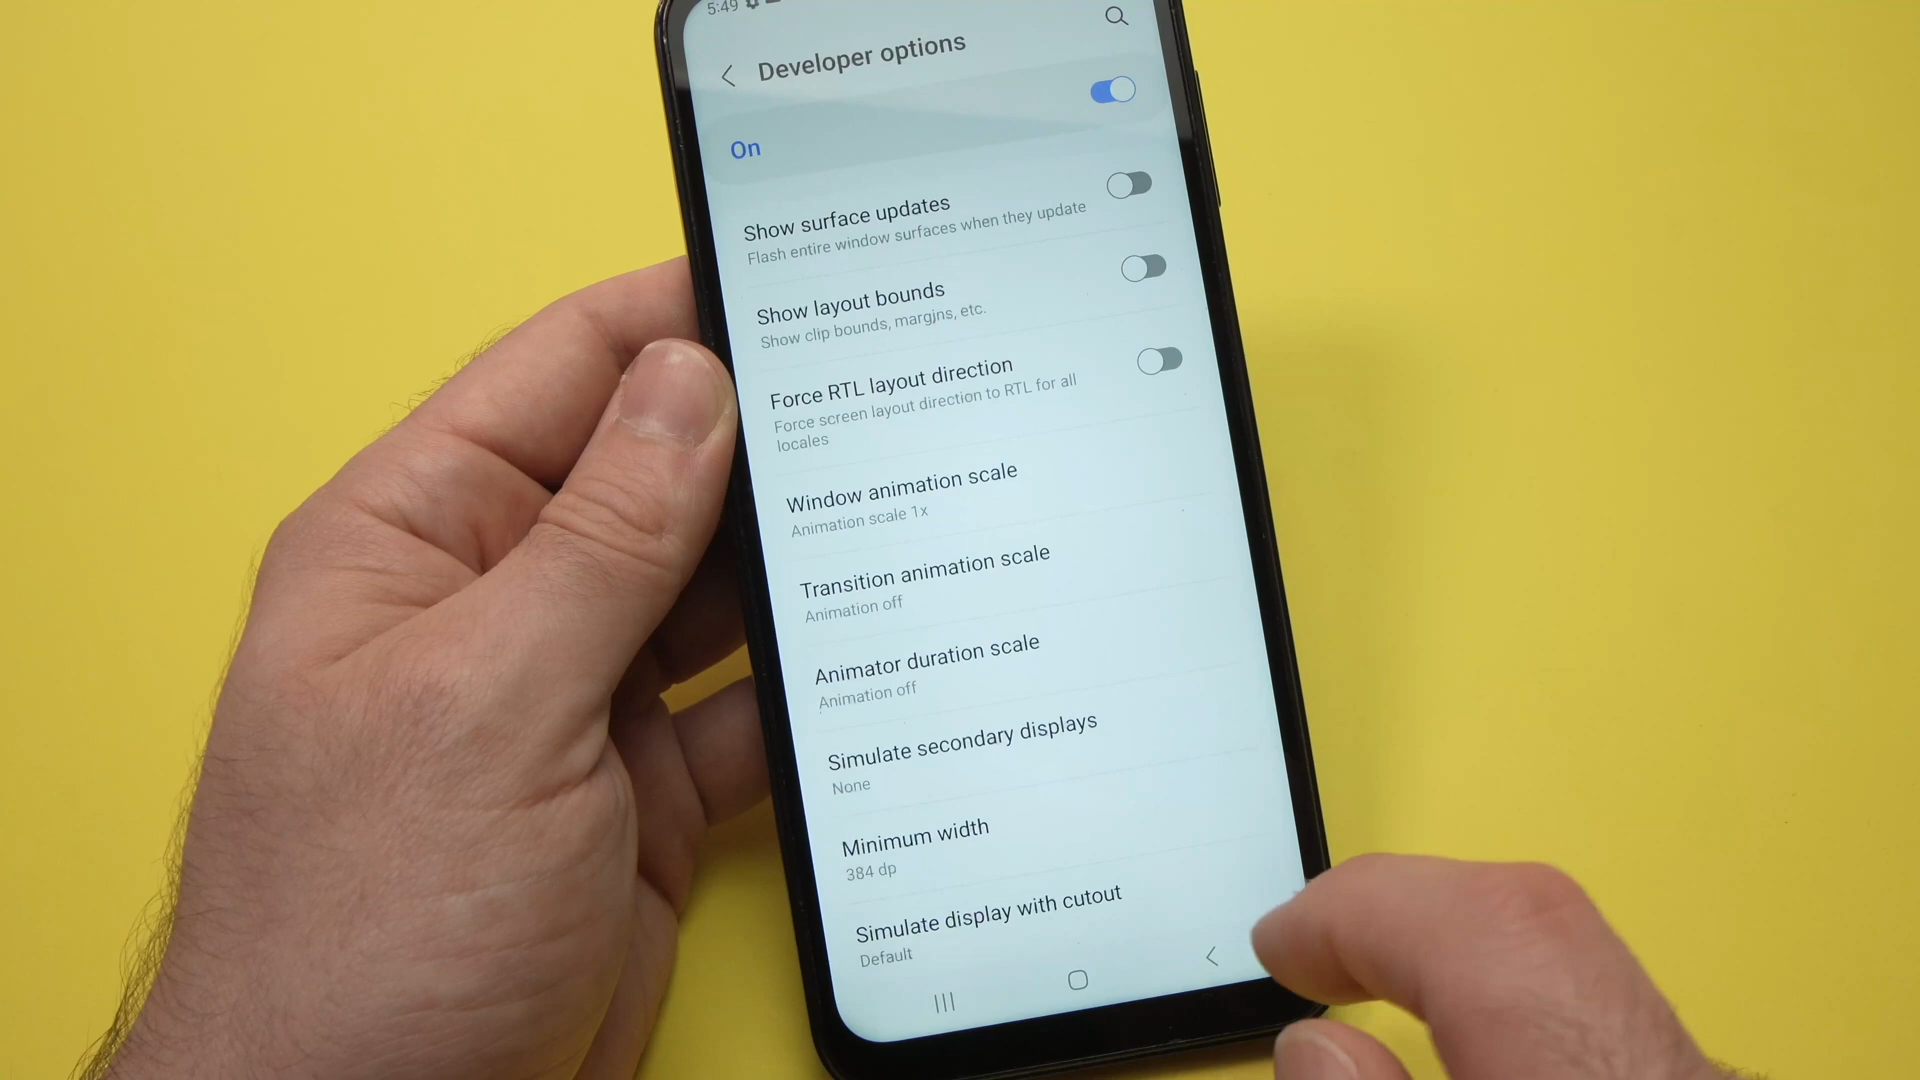 5:49
Developer options
On
Show surface updates
Flash entire window surfaces when they update
Show layout bounds
Show clip bounds, margins, etc.
Force RTL layout direction
Force screen layout direction to RTL for all
locales
Window animation scale
Animation scale 1x
Transition animation scale
Animation off
Animator duration scale
Animation off
Simulate secondary displays
None
Minimum width
384 dp
Simulate display with cutout
Default